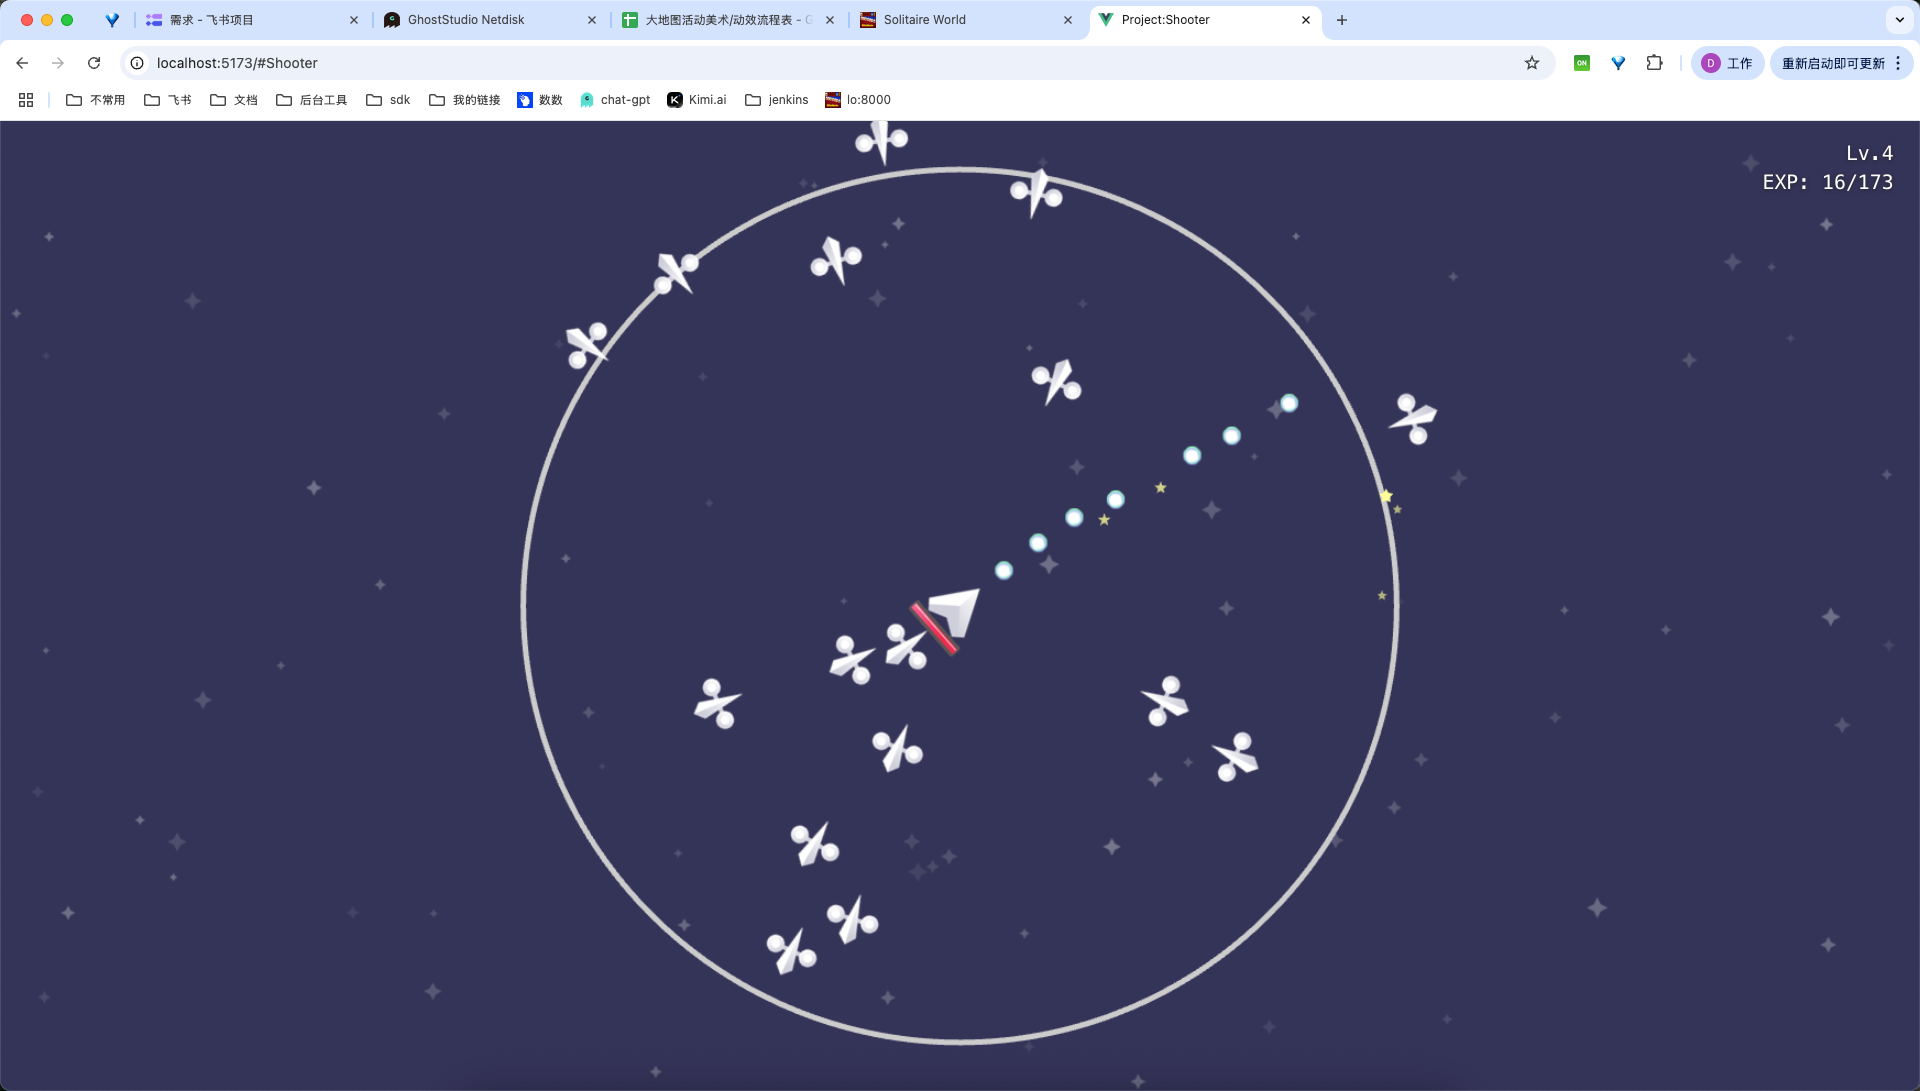 需求 - 飞书项目
GhostStudio Netdisk
大地图活动美术/动效流程表 - G
Solitaire World
Project:Shooter
localhost:5173/#Shooter
ON
D
工作
重新启动即可更新
不常用
飞书
文档
后台工具
sdk
我的链接
数数
chat-gpt
Kimi.ai
jenkins
lo:8000
Lv.4
EXP: 16/173